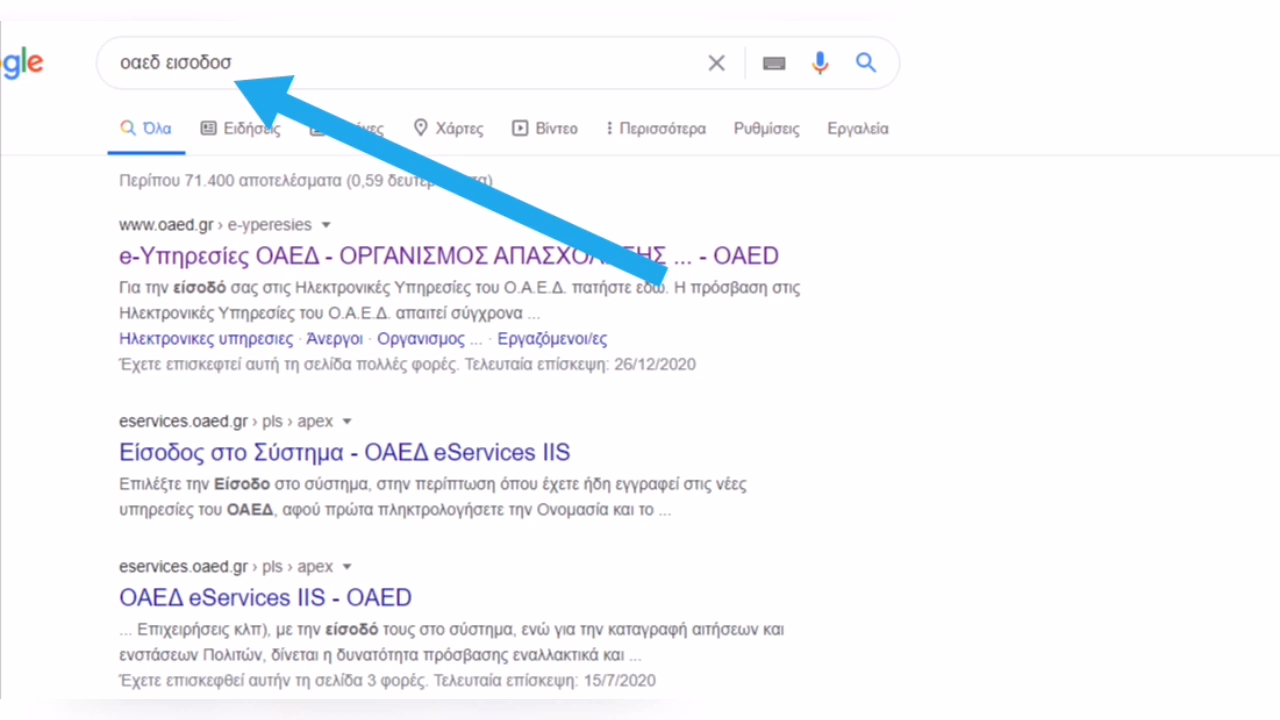 gle
οαεδ εισοδοσ
Όλα Ειδήσεις Χάρτες Βίντεο Περισσότερα Ρυθμίσεις Εργαλεία
Περίπου 71.400 αποτελέσματα (0,59
www.oaed.gr › e-yperesies
e-Υπηρεσίες ΟΑΕΔ - ΟΡΓΑΝΙΣΜΟΣ ... - OAED
Για την είσοδό σας στις Ηλεκτρονικές Υπηρεσίες του Ο.Α.Ε.Δ. πατήστε εδώ. Η πρόσβαση στις
Ηλεκτρονικές Υπηρεσίες του Ο.Α.Ε.Δ. απαιτεί σύγχρονα ...
Ηλεκτρονικες υπηρεσιες · Άνεργοι · Οργανισμος ... · Εργαζόμενοι/ες
Έχετε επισκεφτεί αυτή τη σελίδα πολλές φορές. Τελευταία επίσκεψη: 26/12/2020
eservices.oaed.gr › pls › apex
Είσοδος στο Σύστημα - ΟΑΕΔ eServices IIS
Επιλέξτε την Είσοδο στο σύστημα, στην περίπτωση όπου έχετε ήδη εγγραφεί στις νέες
υπηρεσίες του ΟΑΕΔ, αφού πρώτα πληκτρολογήσετε την Ονομασία και το ...
eservices.oaed.gr › pls › apex
ΟΑΕΔ eServices IIS - OAED
... Επιχειρήσεις κλπ), με την είσοδό τους στο σύστημα, ενώ για την καταγραφή αιτήσεων και
ενστάσεων Πολιτών, δίνεται η δυνατότητα πρόσβασης εναλλακτικά και ...
Έχετε επισκεφθεί αυτήν τη σελίδα 3 φορές. Τελευταία επίσκεψη: 15/7/2020